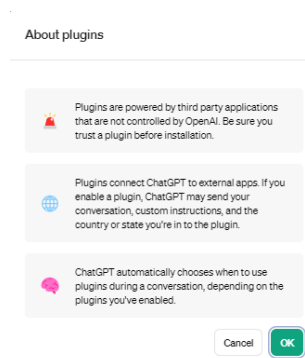 About plugins
Plugins are powered by third party applications
that are not controlled by OpenAI. Be sure you
trust a plugin before installation.
Plugins connect ChatGPT to external apps. If you
enable a plugin, ChatGPT may send your
conversation, custom instructions, and the
country or state you're in to the plugin.
ChatGPT automatically chooses when to use
plugins during a conversation, depending on the
plugins you've enabled.
Cancel OK